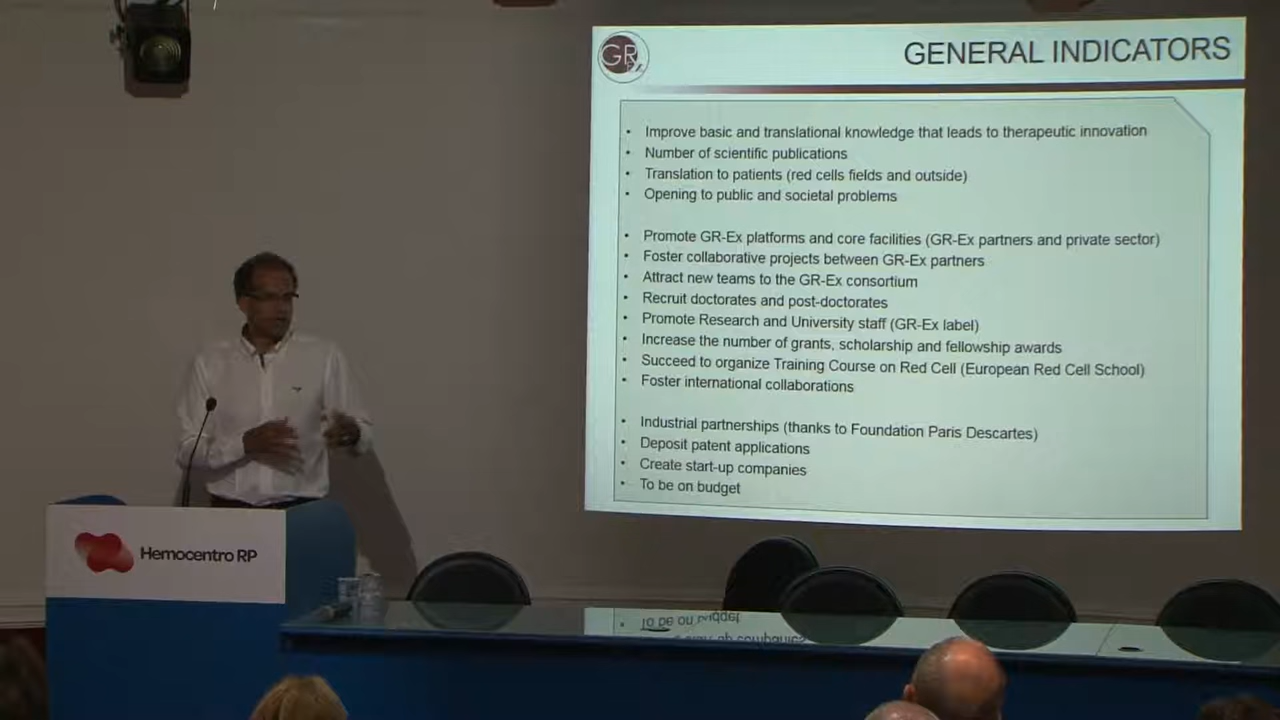 GR
Ex
GENERAL INDICATORS
• Improve basic and translational knowledge that leads to therapeutic innovation
• Number of scientific publications
• Translation to patients (red cells fields and outside)
• Opening to public and societal problems
• Promote GR-Ex platforms and core facilities (GR-Ex partners and private sector)
• Foster collaborative projects between GR-Ex partners
• Attract new teams to the GR-Ex consortium
• Recruit doctorates and post-doctorates
• Promote Research and University staff (GR-Ex label)
• Increase the number of grants, scholarship and fellowship awards
• Succeed to organize Training Course on Red Cell (European Red Cell School)
• Foster international collaborations
• Industrial partnerships (thanks to Foundation Paris Descartes)
• Deposit patent applications
• Create start-up companies
• To be on budget
Hemocentro RP